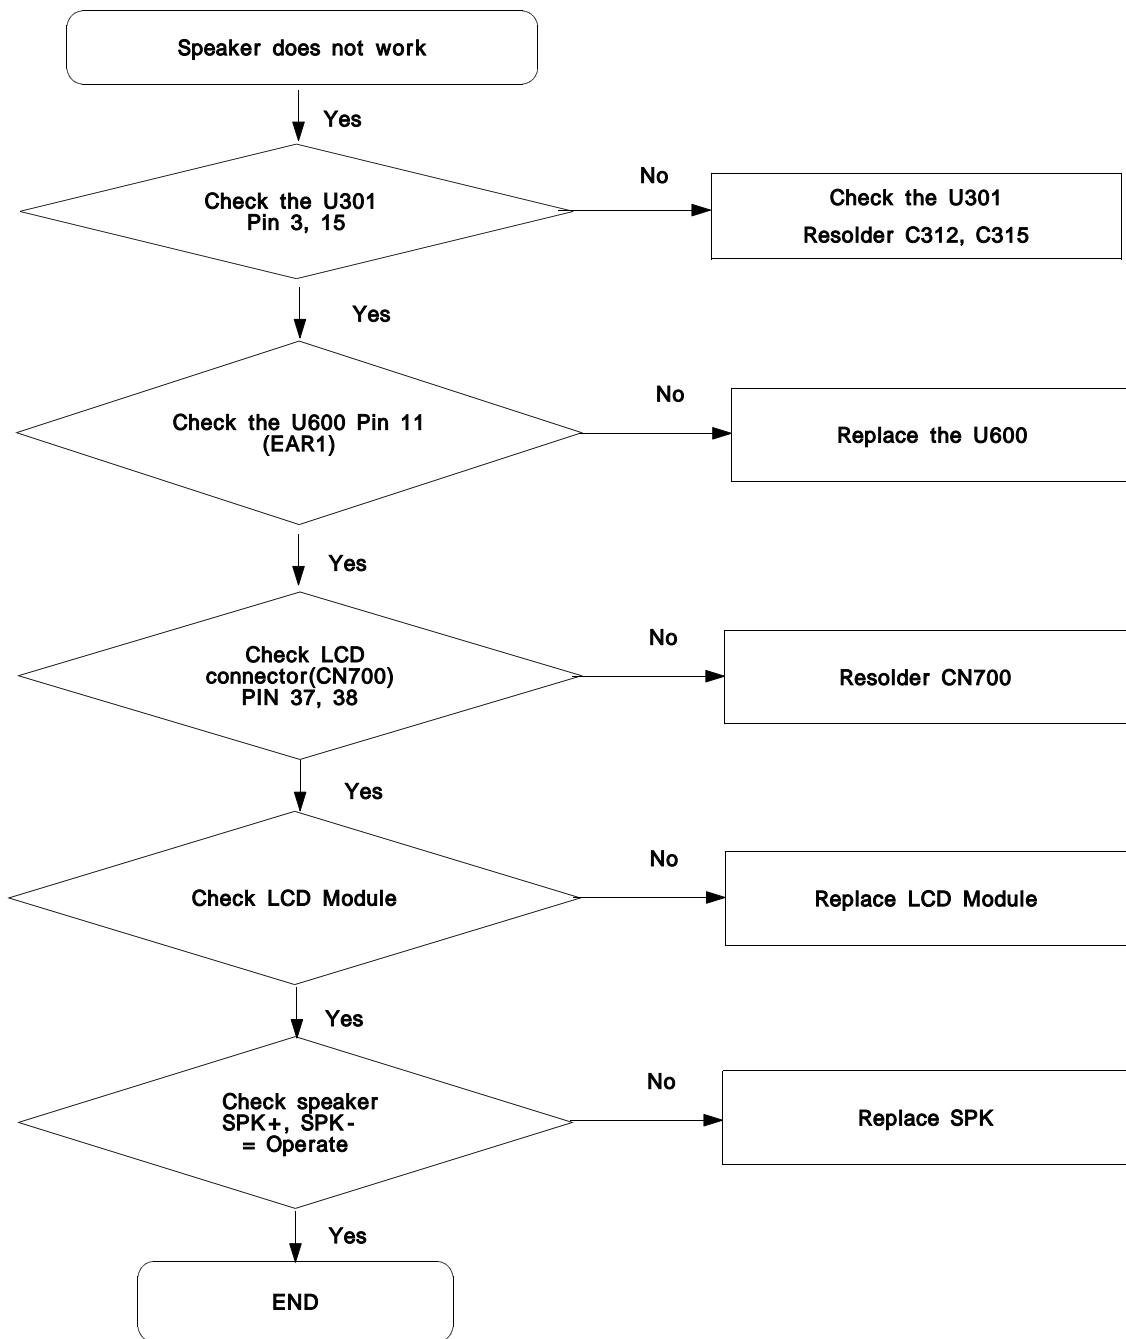 Speaker does not work
Yes
Check the U301
Pin 3, 15
No
Check the U301
Resolder C312, C315
Yes
Check the U600 Pin 11
(EAR1)
No
Replace the U600
Yes
Check LCD
connector(CN700)
PIN 37, 38
No
Resolder CN700
Yes
Check LCD Module
No
Replace LCD Module
Yes
Check speaker
SPK+, SPK-
= Operate
No
Replace SPK
Yes
END